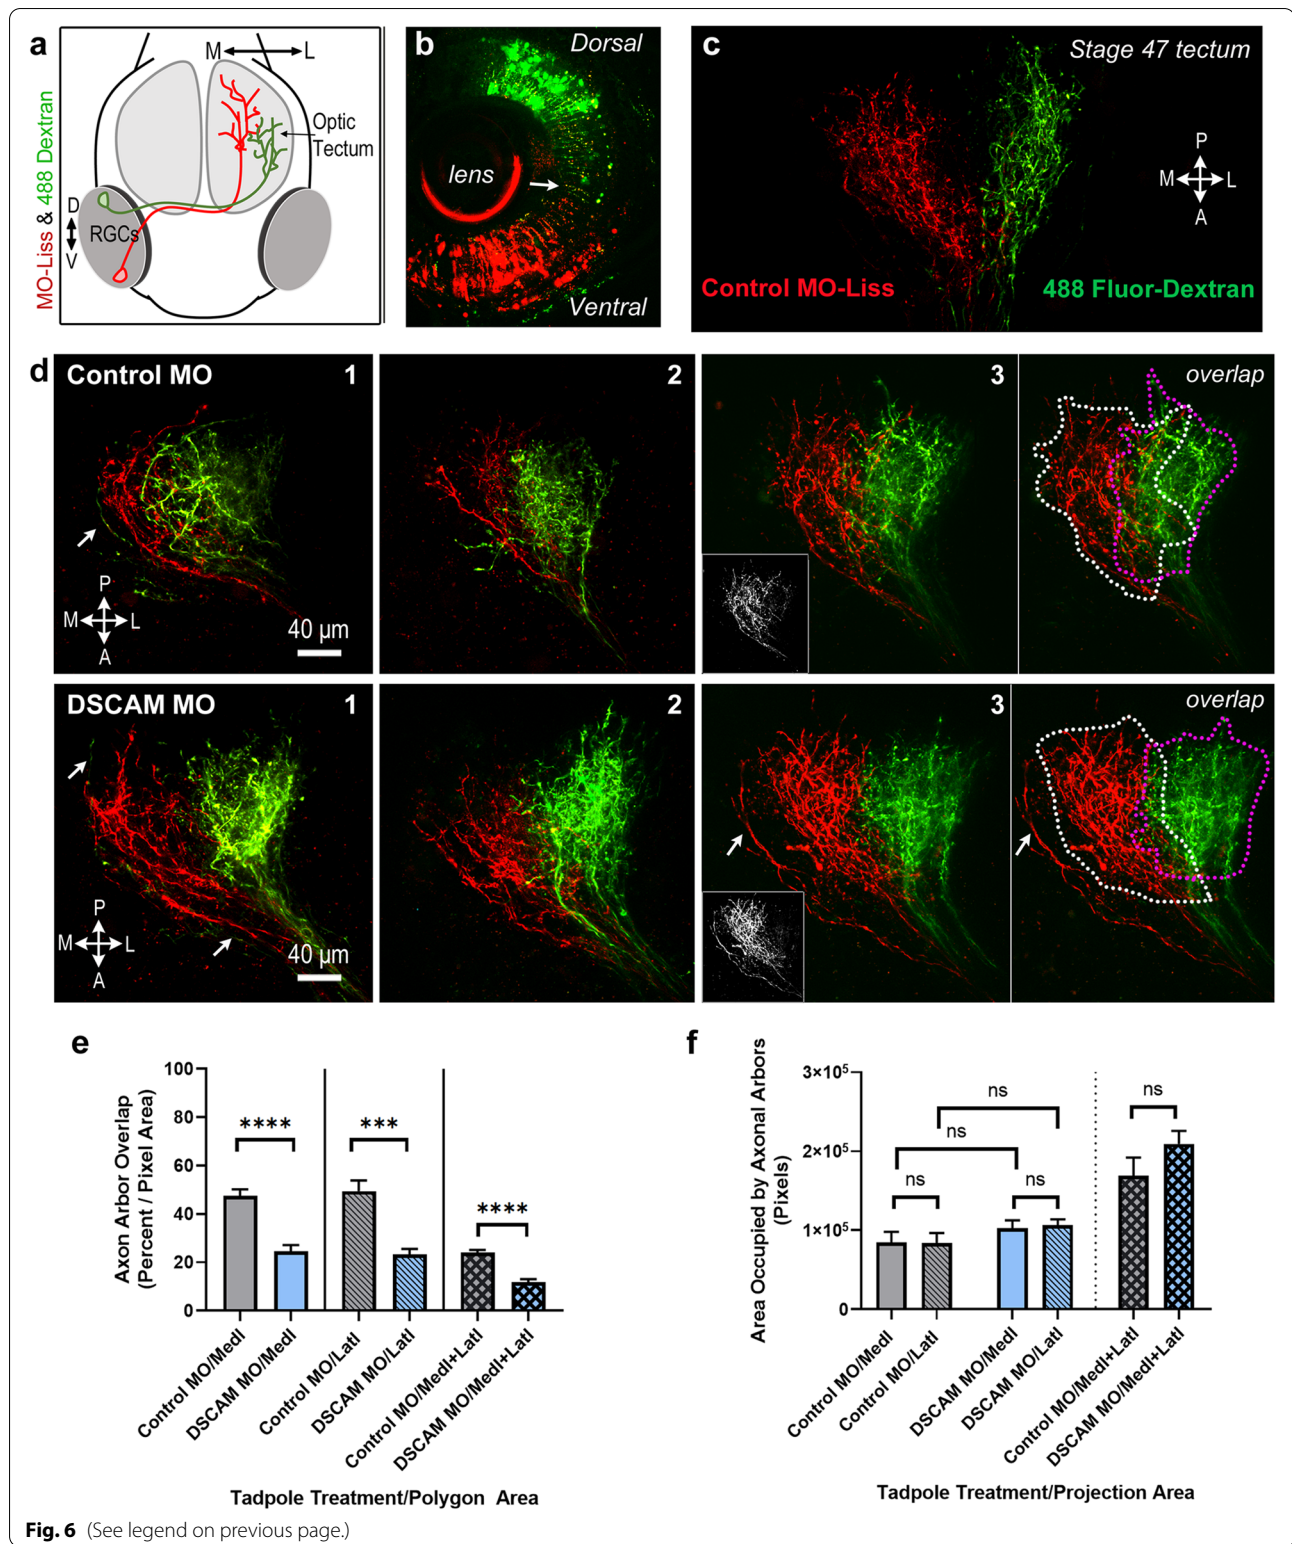 a
M
L
MO-Liss & 488 Dextran
Optic
Tectum
D
V
RGCs
b
Dorsal
lens
Ventral
c
Stage 47 tectum
P
M
L
A
Control MO-Liss
488 Fluor-Dextran
d
Control MO
1
2
3
overlap
P
M
L
A
40 µm
DSCAM MO
1
2
3
overlap
P
M
L
A
40 µm
e
Axon Arbor Overlap
(Percent / Pixel Area)
100
80
60
40
20
0
****
***
****
Control MO/Medl
DSCAM MO/Medl
Control MO/Latl
DSCAM MO/Latl
Control MO/Medl+Latl
DSCAM MO/Medl+Latl
Tadpole Treatment/Polygon Area
f
Area Occupied by Axonal Arbors
(Pixels)
3×10⁵
2×10⁵
1×10⁵
0
ns
ns
ns
ns
ns
Control MO/Medl
Control MO/Latl
DSCAM MO/Medl
DSCAM MO/Latl
Control MO/Medl+Latl
DSCAM MO/Medl+Latl
Tadpole Treatment/Projection Area
Fig. 6 (See legend on previous page.)